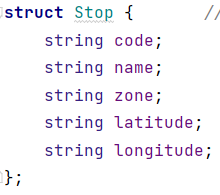 struct Stop {       //
    string code;
    string name;
    string zone;
    string latitude;
    string longitude;
};